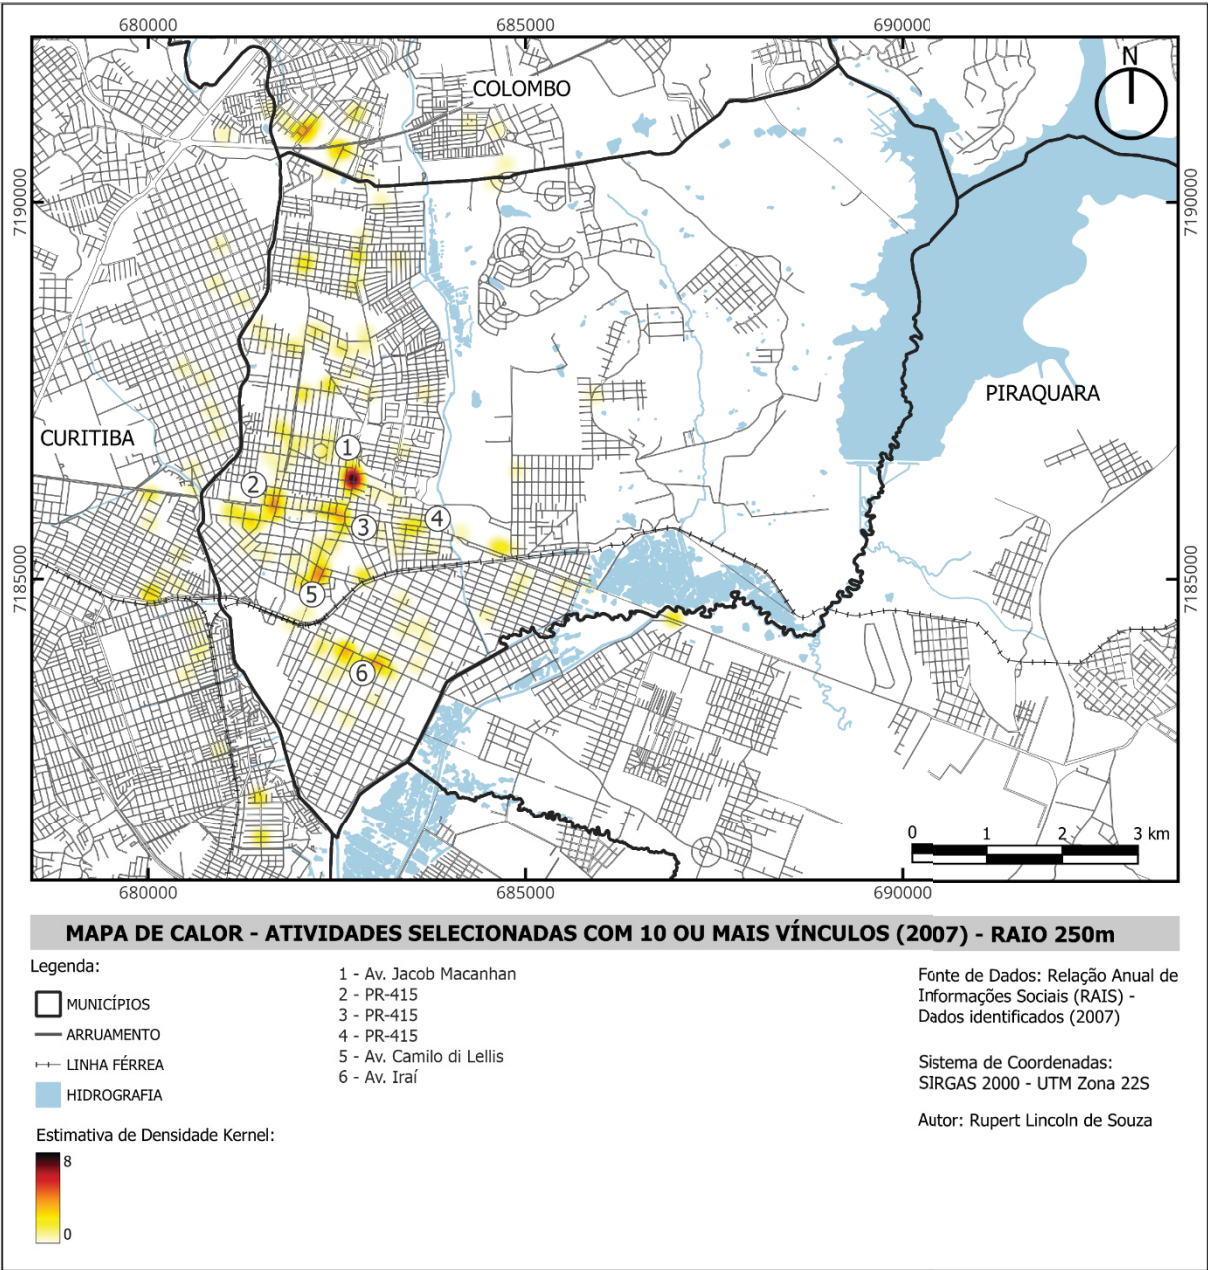 680000
685000
690000
N
COLOMBO
7190000
7190000
PIRAQUARA
CURITIBA
1
2
3
4
7185000
7185000
5
6
0 1 2 3 km
680000
685000
690000
MAPA DE CALOR - ATIVIDADES SELECIONADAS COM 10 OU MAIS VÍNCULOS (2007) - RAIO 250m
Legenda:
MUNICÍPIOS
ARRUAMENTO
LINHA FÉRREA
HIDROGRAFIA
Estimativa de Densidade Kernel:
8
0
1 - Av. Jacob Macanhan
2 - PR-415
3 - PR-415
4 - PR-415
5 - Av. Camilo di Lellis
6 - Av. Iraí
Fonte de Dados: Relação Anual de
Informações Sociais (RAIS) -
Dados identificados (2007)
Sistema de Coordenadas:
SIRGAS 2000 - UTM Zona 22S
Autor: Rupert Lincoln de Souza